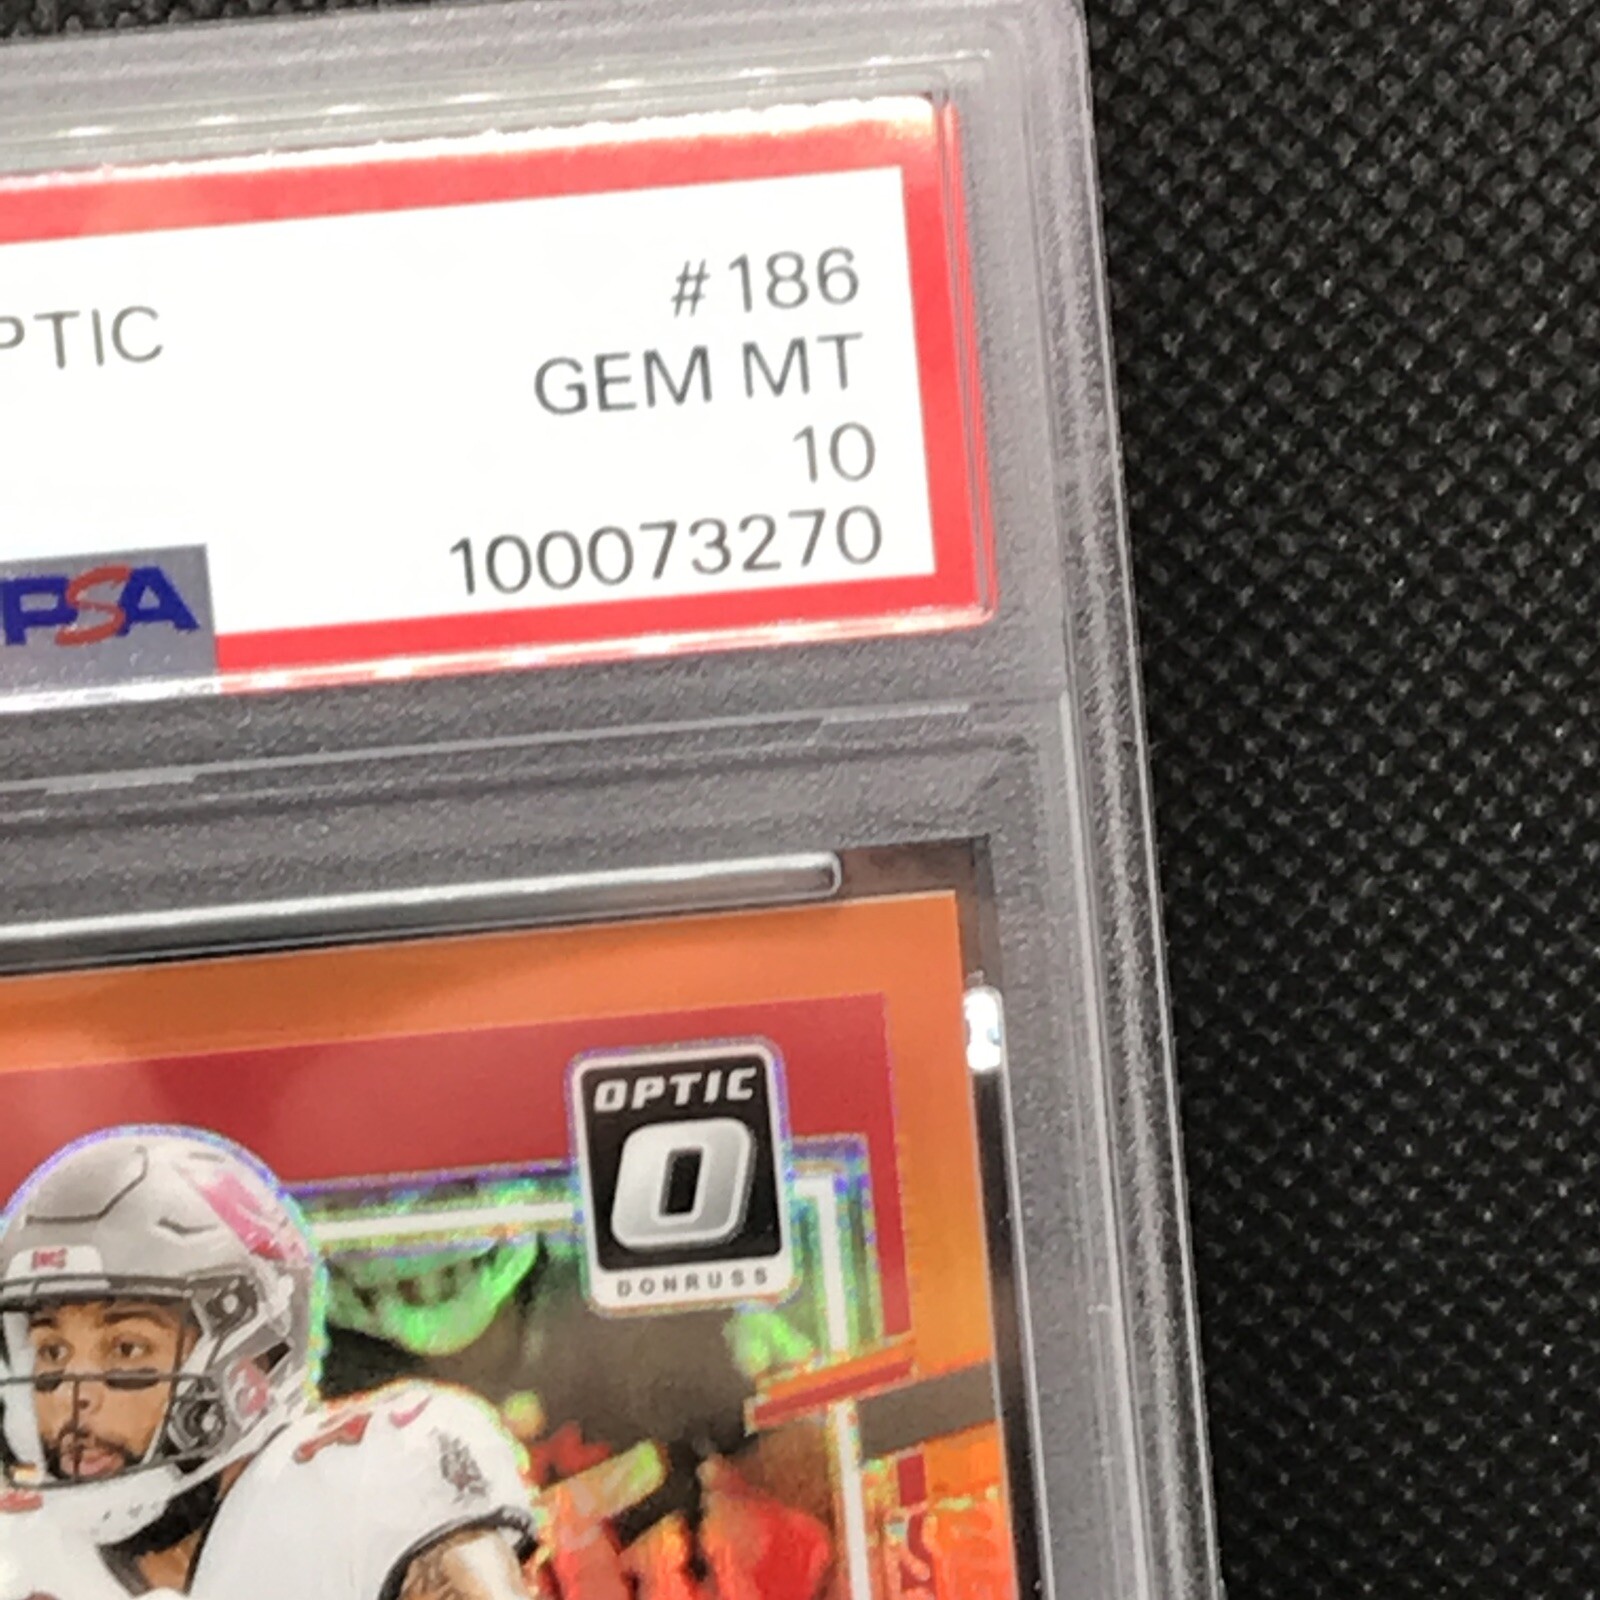 #186
PTIC
GEM MT
10
100073270
PSA
OPTIC
O
DONRUSS